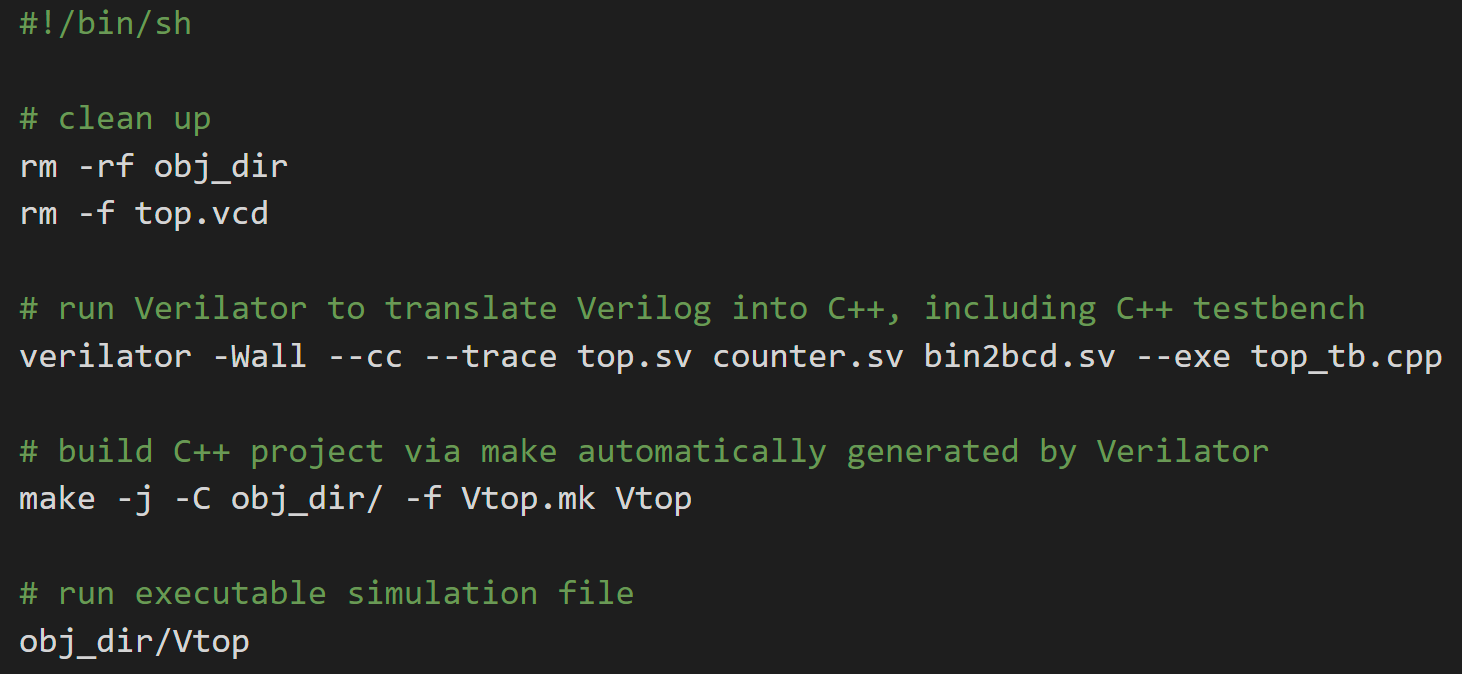 #!/bin/sh
# clean up
rm -rf obj_dir
rm -f top.vcd
# run Verilator to translate Verilog into C++, including C++ testbench
verilator -Wall --cc --trace top.sv counter.sv bin2bcd.sv --exe top_tb.cpp
# build C++ project via make automatically generated by Verilator
make -j -C obj_dir/ -f Vtop.mk Vtop
# run executable simulation file
obj_dir/Vtop